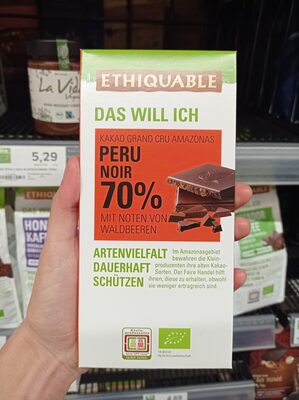 La Vida
5,29
ETHIQUABLE
ETHIQUABLE
DAS WILL ICH
KAKAO GRAND CRU AMAZONAS
PERU
NOIR
70%
MIT NOTEN VON
WALDBEEREN
ARTENVIELFALT
DAUERHAFT
SCHÜTZEN
Im Amazonasgebiet
bewahren die Klein-
produzenten ihre alten Kakao-
Sorten. Der Faire Handel hilft
ihnen, diese zu erhalten, obwohl
sie weniger ertragreich sind.